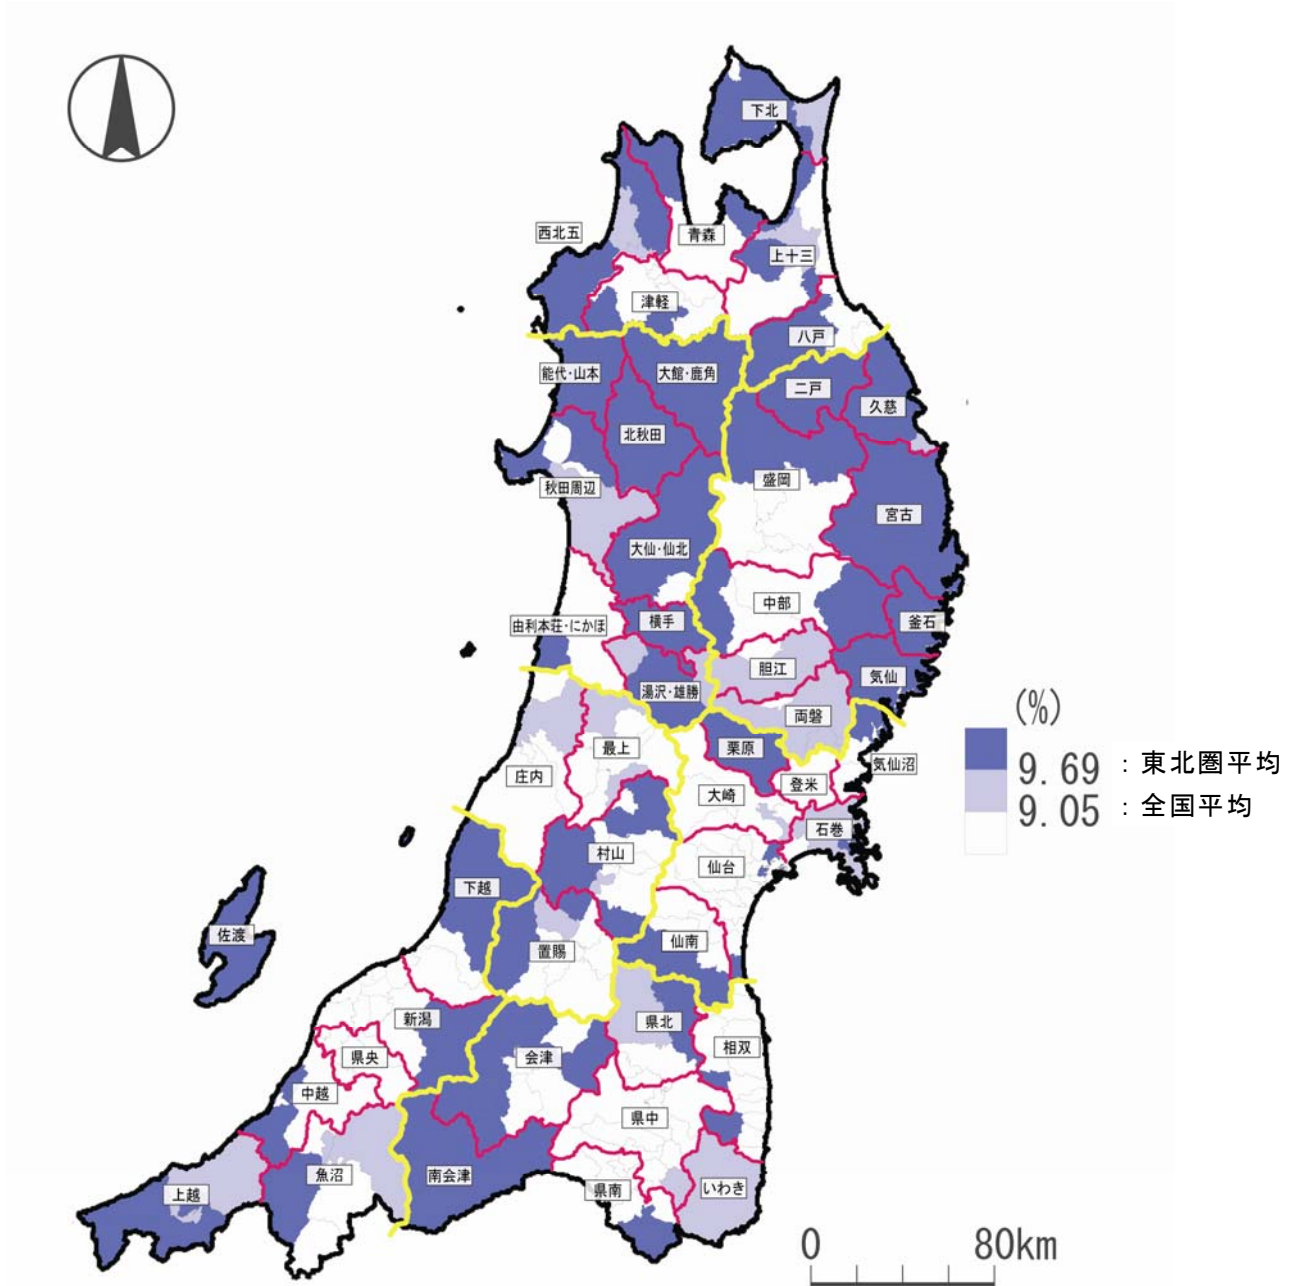 下北
西北五
青森
上十三
津軽
八戸
能代・山本
大館・鹿角
二戸
久慈
北秋田
盛岡
秋田周辺
宮古
大仙・仙北
中部
横手
釜石
由利本荘・にかほ
胆江
気仙
湯沢・雄勝
両磐
(%)
最上
栗原
気仙沼
9.69 : 東北圏平均
庄内
登米
大崎
9.05 : 全国平均
石巻
村山
仙台
下越
佐渡
置賜
仙南
新潟
県北
県央
会津
相双
中越
県中
魚沼
南会津
上越
県南
いわき
0 80km